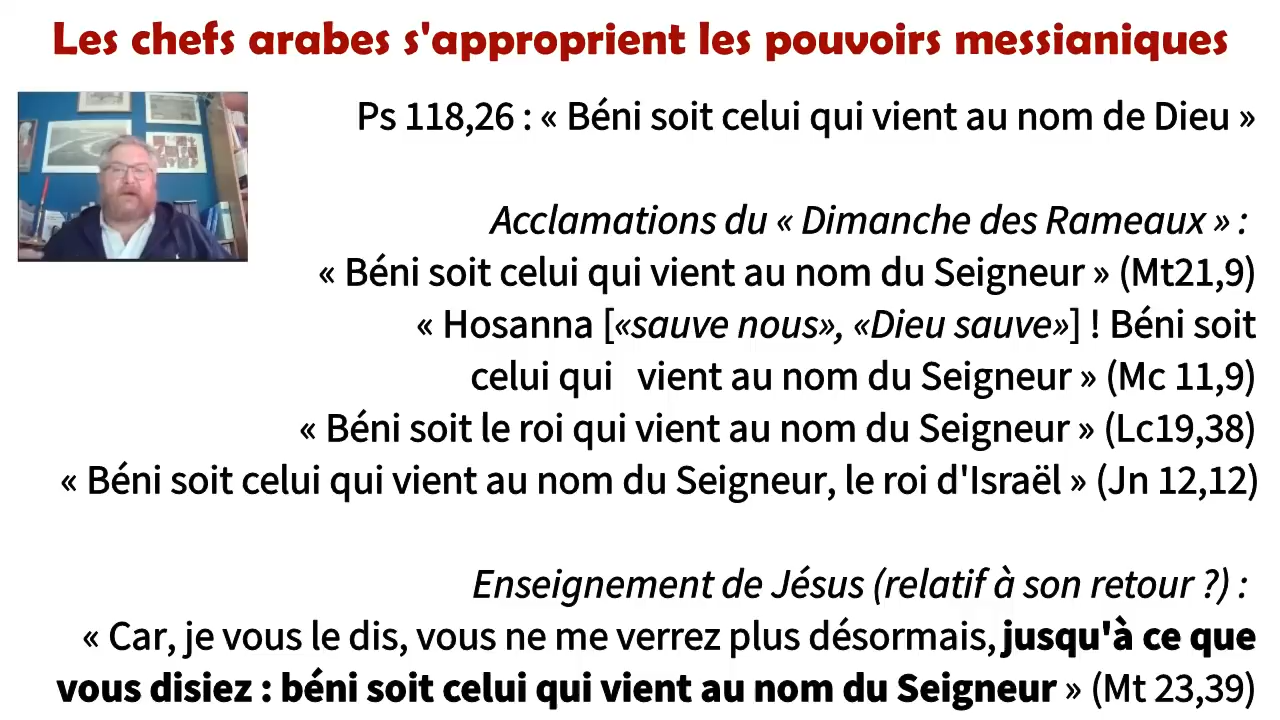 Les chefs arabes s'approprient les pouvoirs messianiques
Ps 118,26 : « Béni soit celui qui vient au nom de Dieu »
Acclamations du « Dimanche des Rameaux » :
« Béni soit celui qui vient au nom du Seigneur » (Mt21,9)
« Hosanna [«sauve nous», «Dieu sauve»] ! Béni soit
celui qui vient au nom du Seigneur » (Mc 11,9)
« Béni soit le roi qui vient au nom du Seigneur » (Lc19,38)
« Béni soit celui qui vient au nom du Seigneur, le roi d'Israël » (Jn 12,12)
Enseignement de Jésus (relatif à son retour ?) :
« Car, je vous le dis, vous ne me verrez plus désormais, jusqu'à ce que
vous disiez : béni soit celui qui vient au nom du Seigneur » (Mt 23,39)